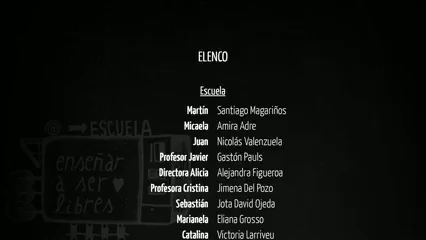 ELENCO
Escuela
Martín Santiago Magariños
Micaela Amira Adre
Juan Nicolás Valenzuela
Profesor Javier Gastón Pauls
Directora Alicia Alejandra Figueroa
Profesora Cristina Jimena Del Pozo
Sebastián Jota David Ojeda
Marianela Eliana Grosso
Catalina Victoria Larriveu
ESCUELA
enseñar
a ser
libres